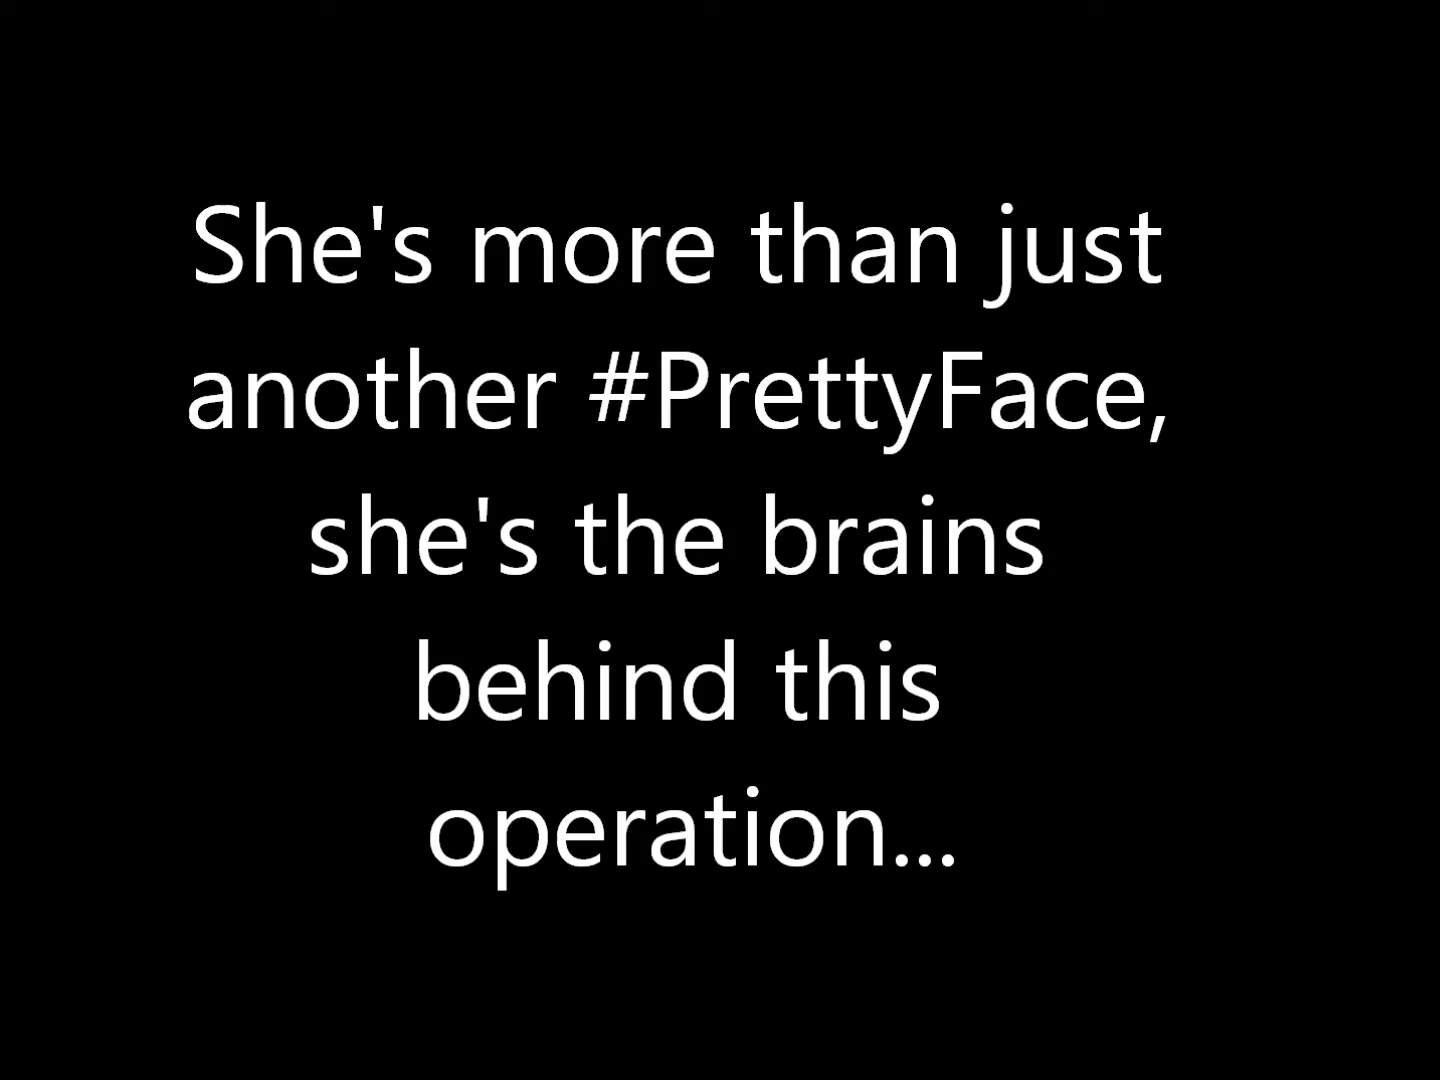 She's more than just
another #PrettyFace,
she's the brains
behind this
operation...